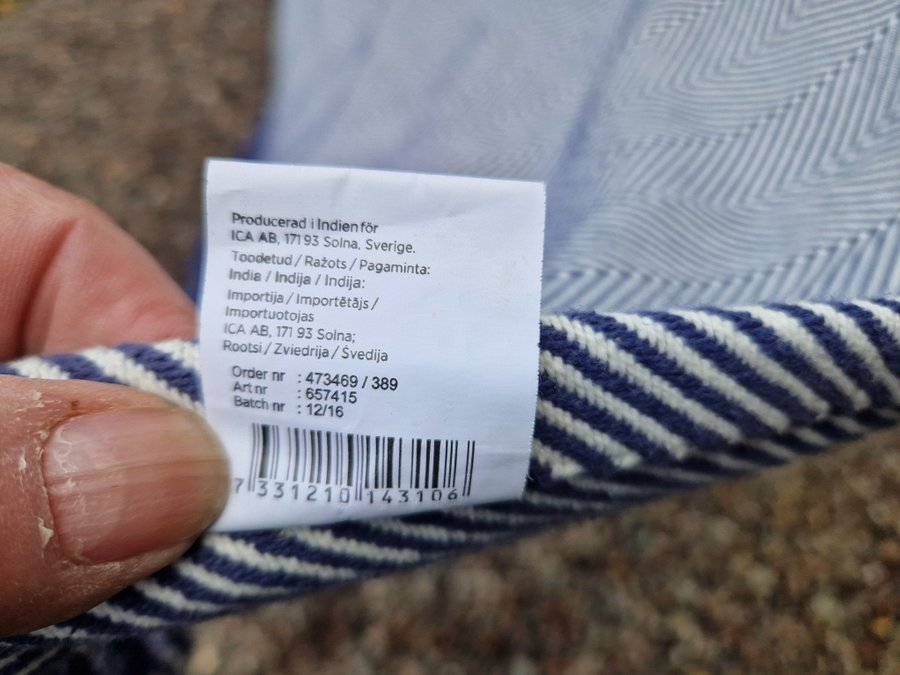 Producerad i Indien för
ICA AB, 171 93 Solna, Sverige.
Toodetud / Ražots / Pagaminta:
India / Indija / Indija:
Importija / Importētājs /
Importuotojas
ICA AB, 171 93 Solna;
Rootsi / Zviedrija / Švedija
Order nr : 473469 / 389
Art nr : 657415
Batch nr : 12/16
7 331210 143106